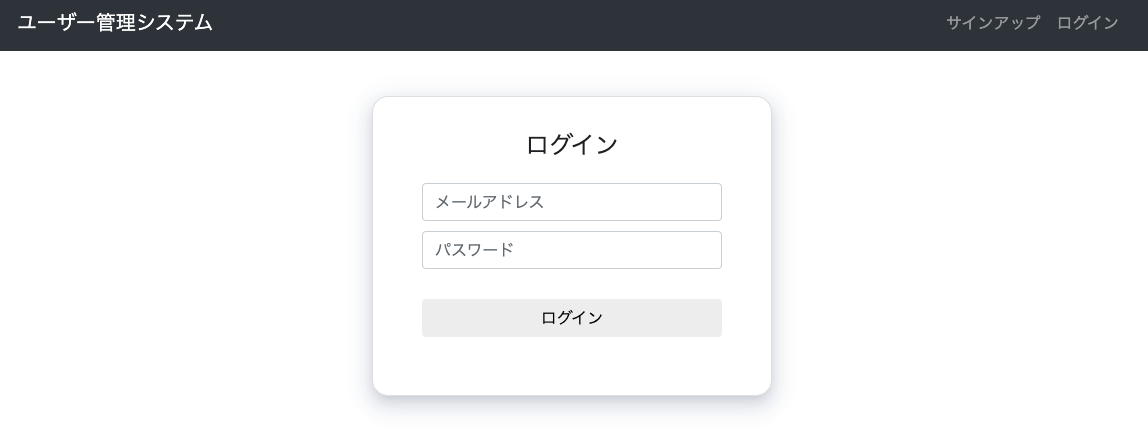 ユーザー管理システム サインアップ ログイン
ログイン
メールアドレス
パスワード
ログイン